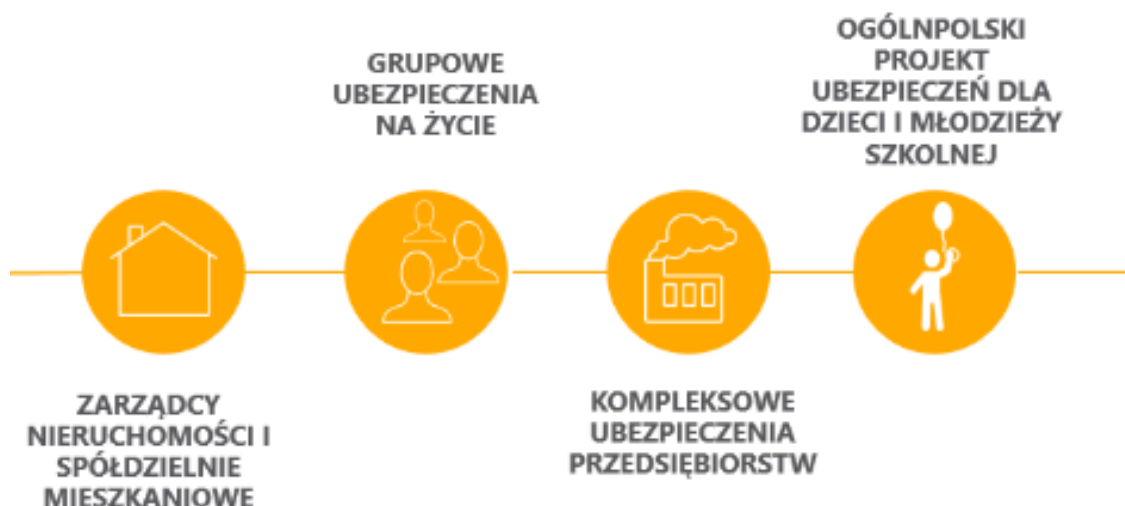 GRUPOWE
UBEZPIECZENIA
NA ŻYCIE
OGÓLNPOLSKI
PROJEKT
UBEZPIECZEŃ DLA
DZIECI I MŁODZIEŻY
SZKOLNEJ
ZARZĄDCY
NIERUCHOMOŚCI I
SPÓŁDZIELNIE
MIESZKANIOWE
KOMPLEKSOWE
UBEZPIECZENIA
PRZEDSIĘBIORSTW